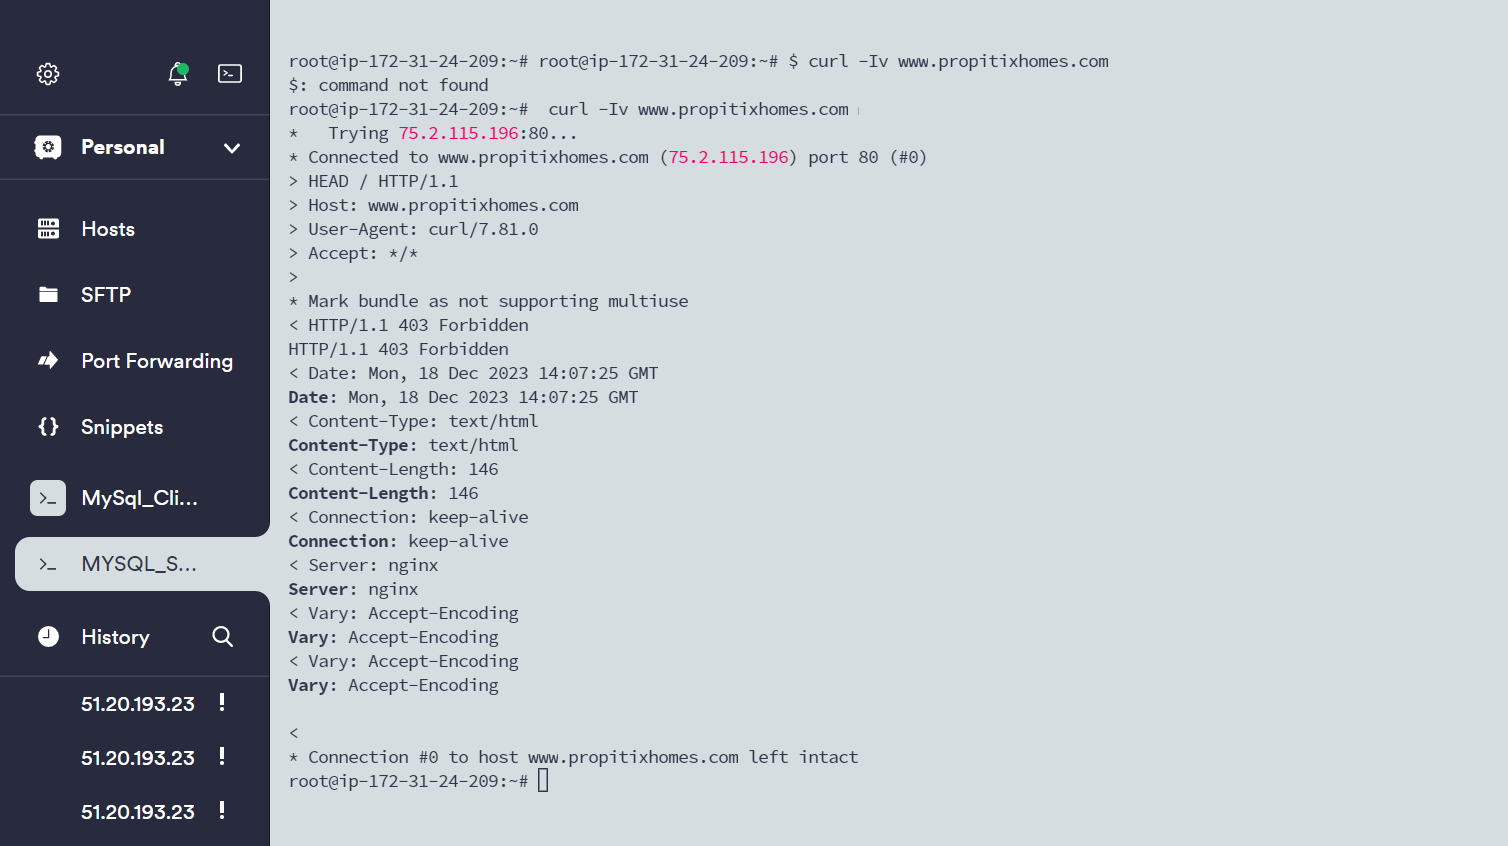 Personal
Hosts
SFTP
Port Forwarding
Snippets
MySql_Cli...
MYSQL_S...
History
51.20.193.23 !
51.20.193.23 !
51.20.193.23 !
root@ip-172-31-24-209:~# root@ip-172-31-24-209:~# $ curl -Iv www.propitixhomes.com
$: command not found
root@ip-172-31-24-209:~#  curl -Iv www.propitixhomes.com
*   Trying 75.2.115.196:80...
* Connected to www.propitixhomes.com (75.2.115.196) port 80 (#0)
> HEAD / HTTP/1.1
> Host: www.propitixhomes.com
> User-Agent: curl/7.81.0
> Accept: */*
>
* Mark bundle as not supporting multiuse
< HTTP/1.1 403 Forbidden
HTTP/1.1 403 Forbidden
< Date: Mon, 18 Dec 2023 14:07:25 GMT
Date: Mon, 18 Dec 2023 14:07:25 GMT
< Content-Type: text/html
Content-Type: text/html
< Content-Length: 146
Content-Length: 146
< Connection: keep-alive
Connection: keep-alive
< Server: nginx
Server: nginx
< Vary: Accept-Encoding
Vary: Accept-Encoding
< Vary: Accept-Encoding
Vary: Accept-Encoding
<
* Connection #0 to host www.propitixhomes.com left intact
root@ip-172-31-24-209:~#